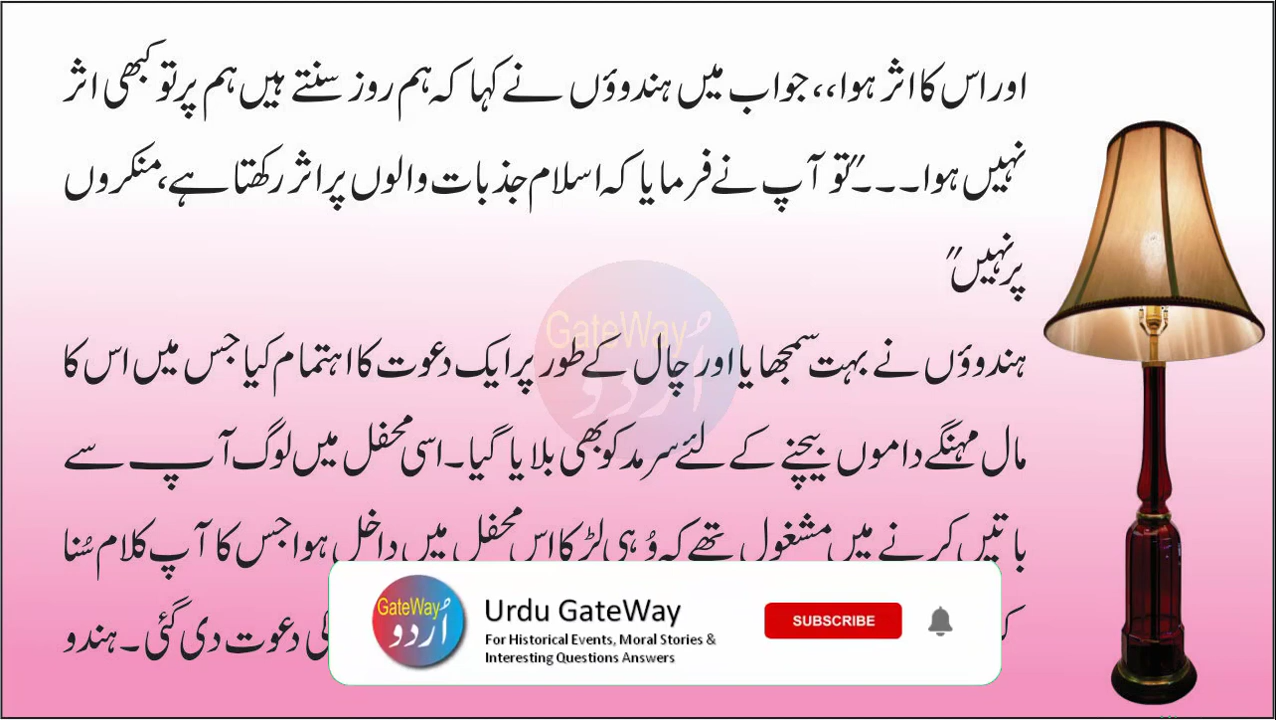 اور اس کا اثر ہوا،، جواب میں ہندوؤں نے کہا کہ ہم روز سنتے ہیں ہم پر تو کبھی اثر
نہیں ہوا۔۔۔"تو آپ نے فرمایا کہ اسلام جذبات والوں پر اثر رکھتا ہے، منکروں
پر نہیں"
ہندوؤں نے بہت سمجھایا اور چال کے طور پر ایک دعوت کا اہتمام کیا جس میں اس کا
مال مہنگے داموں بیچنے کے لئے سرمد کو بھی بلایا گیا۔ اسی محفل میں لوگ آپ سے
باتیں کرنے میں مشغول تھے کہ وُہی لڑکا اس محفل میں داخل ہوا جس کا آپ کلام سُنا
کی دعوت دی گئی۔ ہندو
GateWay
اُردُو
GateWay
اُردو
Urdu GateWay
For Historical Events, Moral Stories &
Interesting Questions Answers
SUBSCRIBE